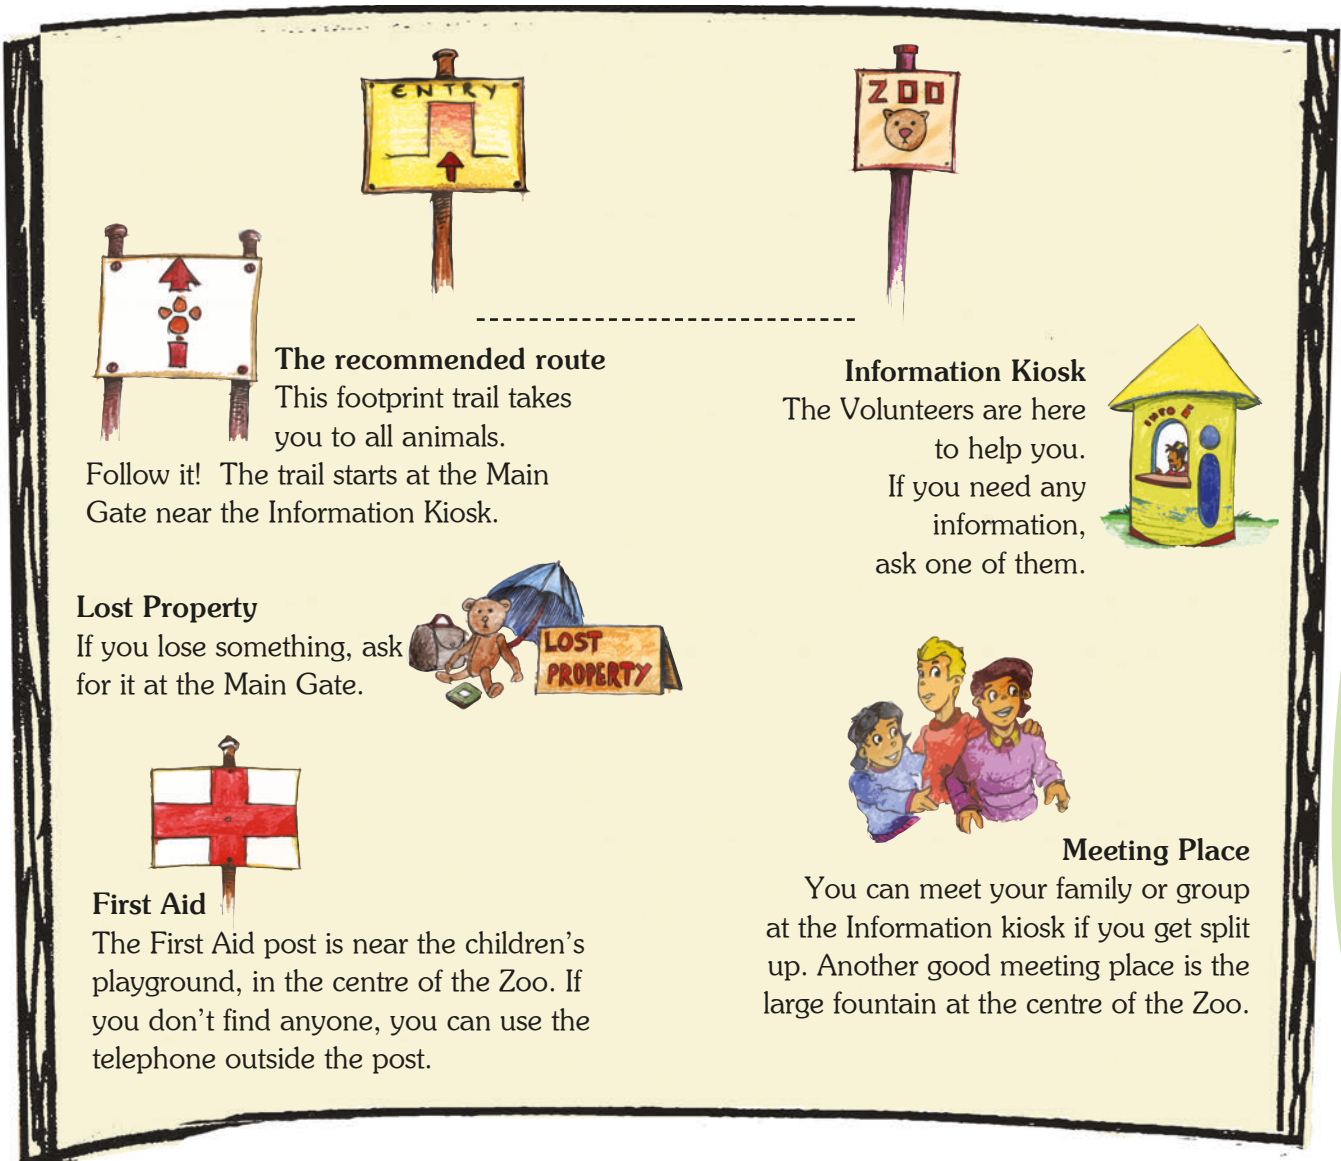 ENTRY
ZOO
The recommended route
This footprint trail takes
you to all animals.
Follow it! The trail starts at the Main
Gate near the Information Kiosk.
Information Kiosk
The Volunteers are here
to help you.
If you need any
information,
ask one of them.
INFO
Lost Property
If you lose something, ask
for it at the Main Gate.
LOST
PROPERTY
First Aid
The First Aid post is near the children's
playground, in the centre of the Zoo. If
you don't find anyone, you can use the
telephone outside the post.
Meeting Place
You can meet your family or group
at the Information kiosk if you get split
up. Another good meeting place is the
large fountain at the centre of the Zoo.